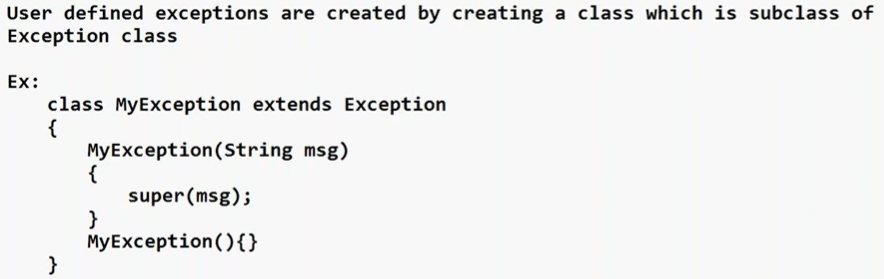 User defined exceptions are created by creating a class which is subclass of
Exception class
Ex:
class MyException extends Exception
{
MyException(String msg)
{
super(msg);
}
MyException(){}
}